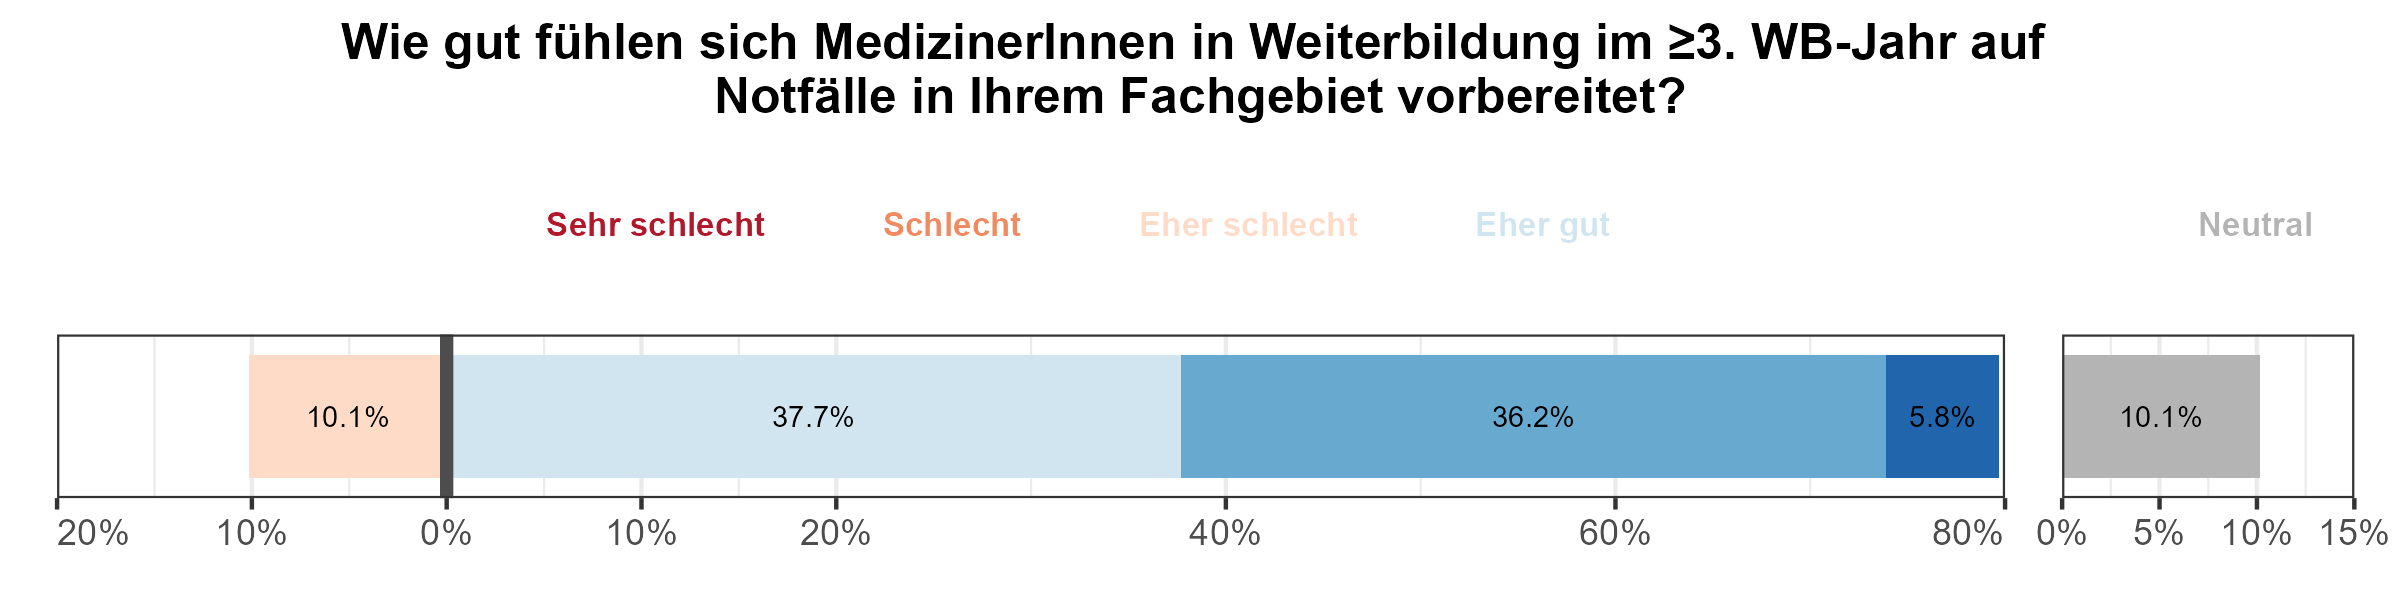 Wie gut fühlen sich MedizinerInnen in Weiterbildung im ≥3. WB-Jahr auf
Notfälle in Ihrem Fachgebiet vorbereitet?
Sehr schlecht Schlecht Eher schlecht Eher gut Neutral
10.1% 37.7% 36.2% 5.8% 10.1%
20% 10% 0% 10% 20% 40% 60% 80% 0% 5% 10% 15%